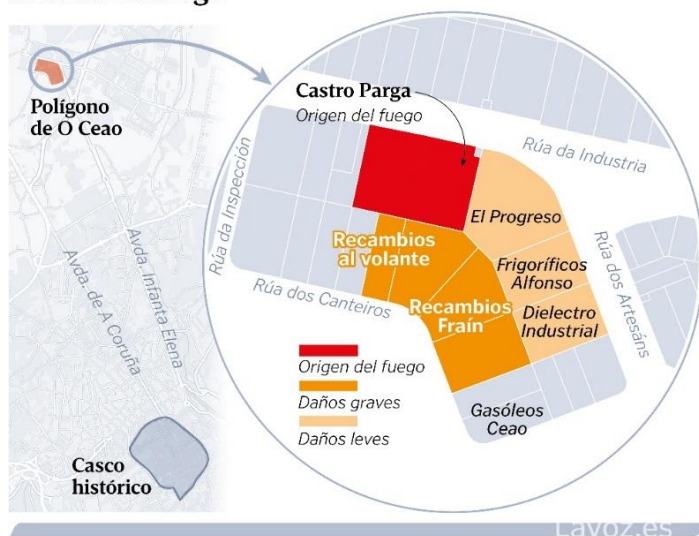 Polígono
de O Ceao
Avda. de A Coruña
Avda. Infanta Elena
Casco
histórico
Castro Parga
Origen del fuego
Rúa da Industria
Rúa da Inspección
El Progreso
Recambios
al volante
Frigoríficos
Alfonso
Rúa dos Artesáns
Rúa dos Canteiros
Recambios
Fraín
Dielectro
Industrial
Origen del fuego
Daños graves
Daños leves
Gasóleos
Ceao
Lavoz.es